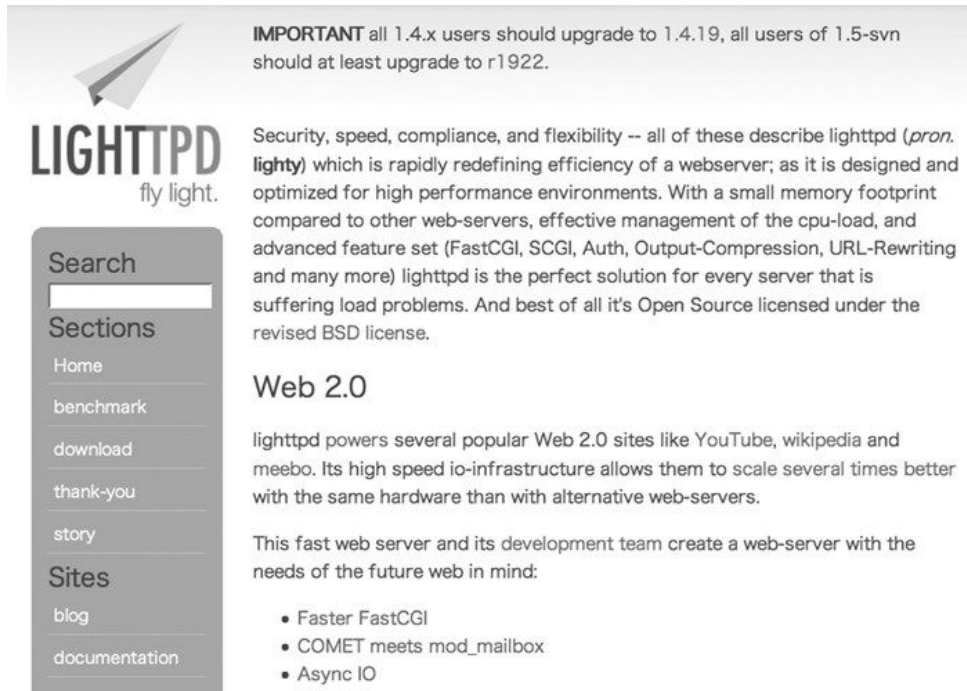 LIGHTTPD
fly light.
Search
Sections
Home
benchmark
download
thank-you
story
Sites
blog
documentation
IMPORTANT all 1.4.x users should upgrade to 1.4.19, all users of 1.5-svn
should at least upgrade to r1922.
Security, speed, compliance, and flexibility -- all of these describe lighttpd (pron.
lighty) which is rapidly redefining efficiency of a webserver; as it is designed and
optimized for high performance environments. With a small memory footprint
compared to other web-servers, effective management of the cpu-load, and
advanced feature set (FastCGI, SCGI, Auth, Output-Compression, URL-Rewriting
and many more) lighttpd is the perfect solution for every server that is
suffering load problems. And best of all it's Open Source licensed under the
revised BSD license.
Web 2.0
lighttpd powers several popular Web 2.0 sites like YouTube, wikipedia and
meebo. Its high speed io-infrastructure allows them to scale several times better
with the same hardware than with alternative web-servers.
This fast web server and its development team create a web-server with the
needs of the future web in mind:
• Faster FastCGI
• COMET meets mod_mailbox
• Async IO